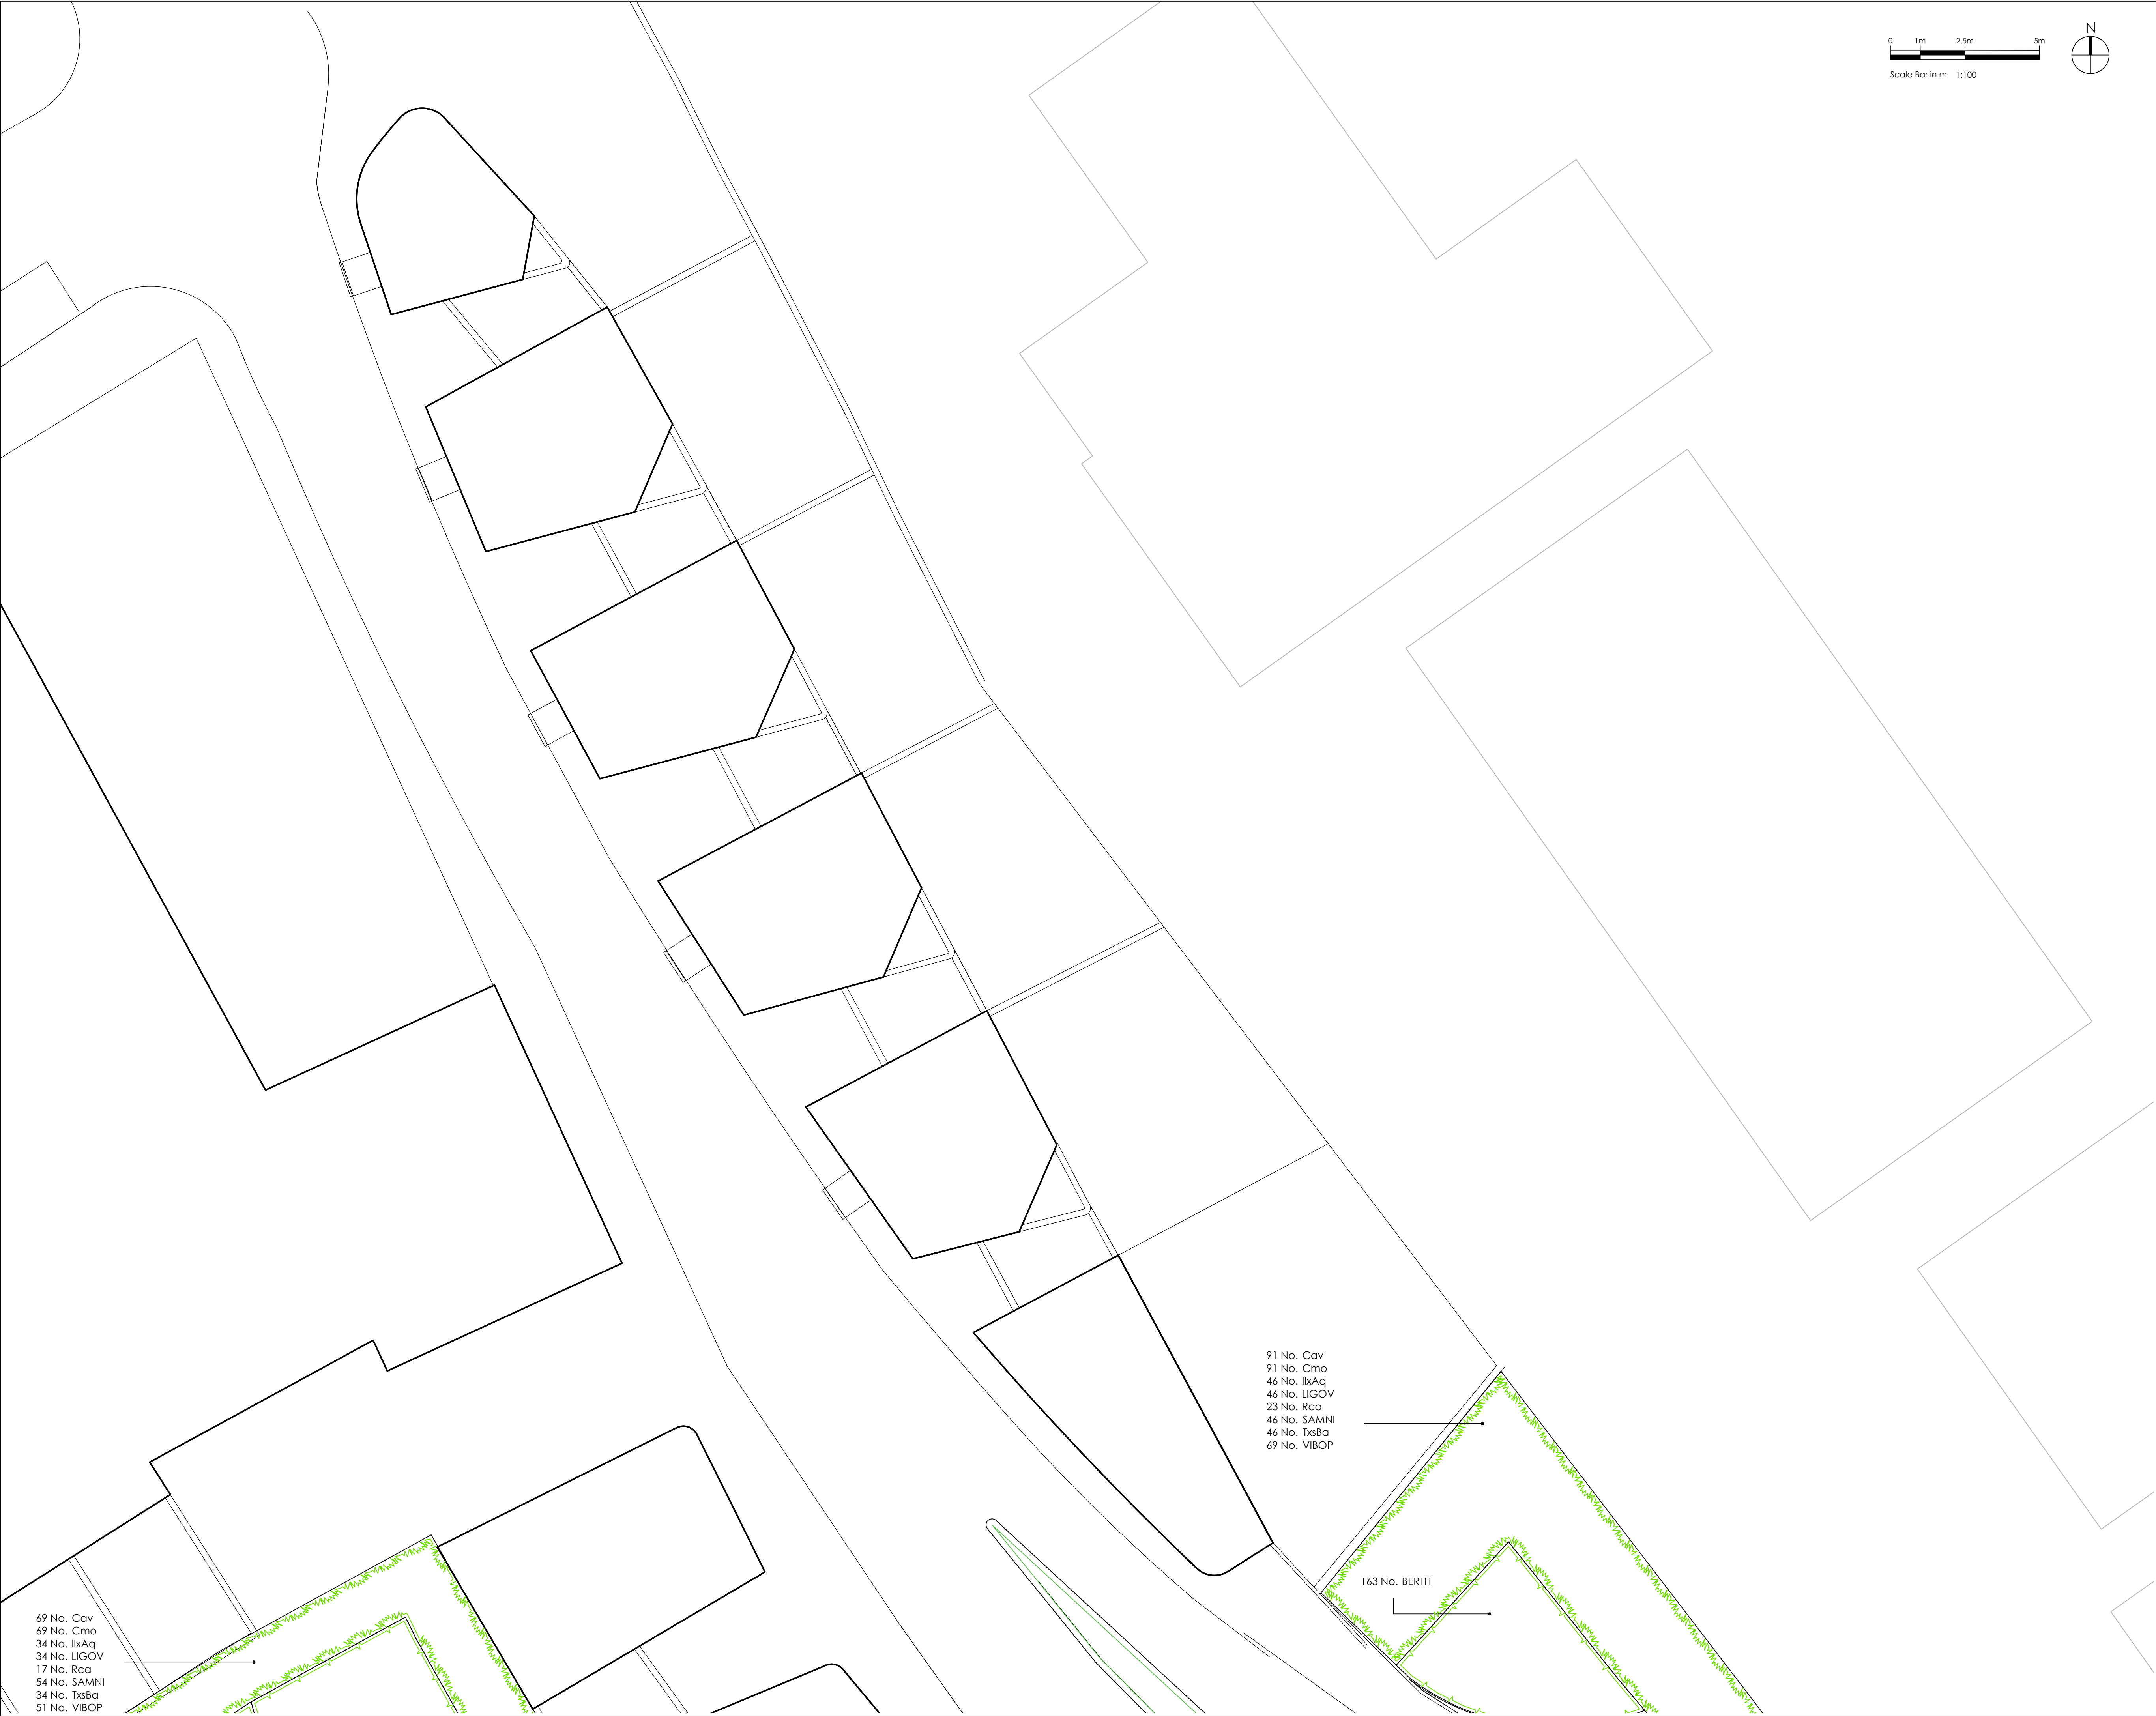 N
0 1m 2.5m 5m
Scale Bar in m 1:100
91 No. Cav
91 No. Cmo
46 No. IlxAq
46 No. LIGOV
23 No. Rca
46 No. SAMNI
46 No. TxsBa
69 No. VIBOP
163 No. BERTH
69 No. Cav
69 No. Cmo
34 No. IlxAq
34 No. LIGOV
17 No. Rca
54 No. SAMNI
34 No. TxsBa
51 No. VIBOP